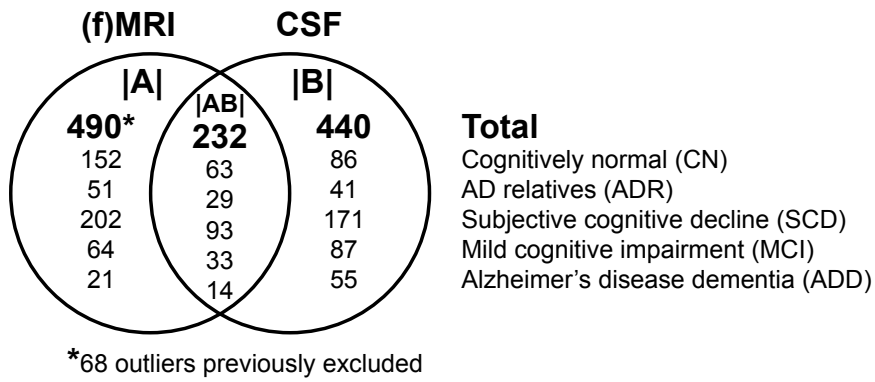 (f)MRI CSF
|A| |AB| |B|
490* 232 440 Total
152 63 86 Cognitively normal (CN)
51 29 41 AD relatives (ADR)
202 93 171 Subjective cognitive decline (SCD)
64 33 87 Mild cognitive impairment (MCI)
21 14 55 Alzheimer’s disease dementia (ADD)
*68 outliers previously excluded